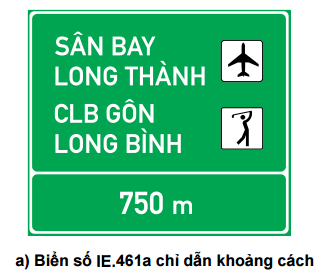 SÂN BAY
LONG THÀNH
CLB GÔN
LONG BÌNH
750 m
a) Biển số IE.461a chỉ dẫn khoảng cách